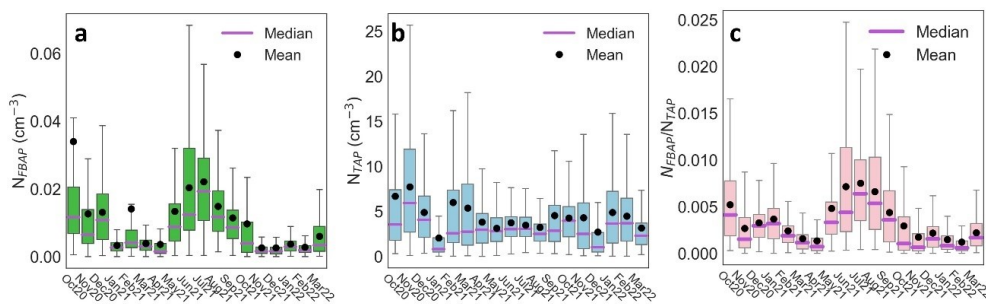 a
Median
Mean
N_FBAP (cm⁻³)
0.06
0.04
0.02
0.00
Oct20 Nov20 Dec20 Jan21 Feb21 Mar21 Apr21 May21 Jun21 Jul21 Aug21 Sep21 Oct21 Nov21 Dec21 Jan22 Feb22 Mar22
b
Median
Mean
N_TAP (cm⁻³)
25
20
15
10
5
0
Oct20 Nov20 Dec20 Jan21 Feb21 Mar21 Apr21 May21 Jun21 Jul21 Aug21 Sep21 Oct21 Nov21 Dec21 Jan22 Feb22 Mar22
c
Median
Mean
N_FBAP/N_TAP
0.025
0.020
0.015
0.010
0.005
0.000
Oct20 Nov20 Dec20 Jan21 Feb21 Mar21 Apr21 May21 Jun21 Jul21 Aug21 Sep21 Oct21 Nov21 Dec21 Jan22 Feb22 Mar22